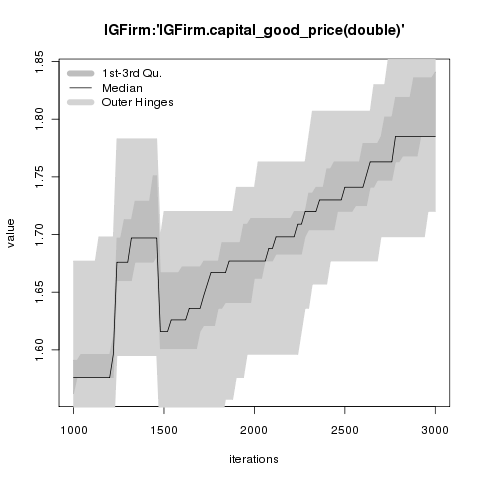 IGFirm:'IGFirm.capital_good_price(double)'
1st-3rd Qu.
Median
Outer Hinges
value
1.85
1.80
1.75
1.70
1.65
1.60
1000 1500 2000 2500 3000
iterations